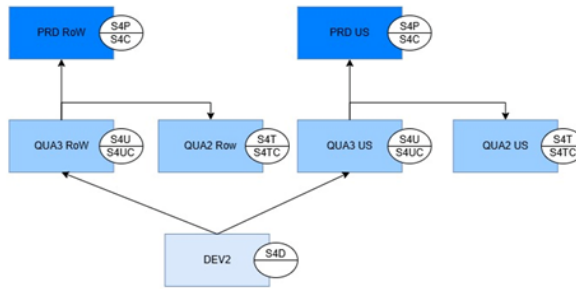 PRD RoW
S4P
S4C
PRD US
S4P
S4C
QUA3 RoW
S4U
S4UC
QUA2 Row
S4T
S4TC
QUA3 US
S4U
S4UC
QUA2 US
S4T
S4TC
DEV2
S4D